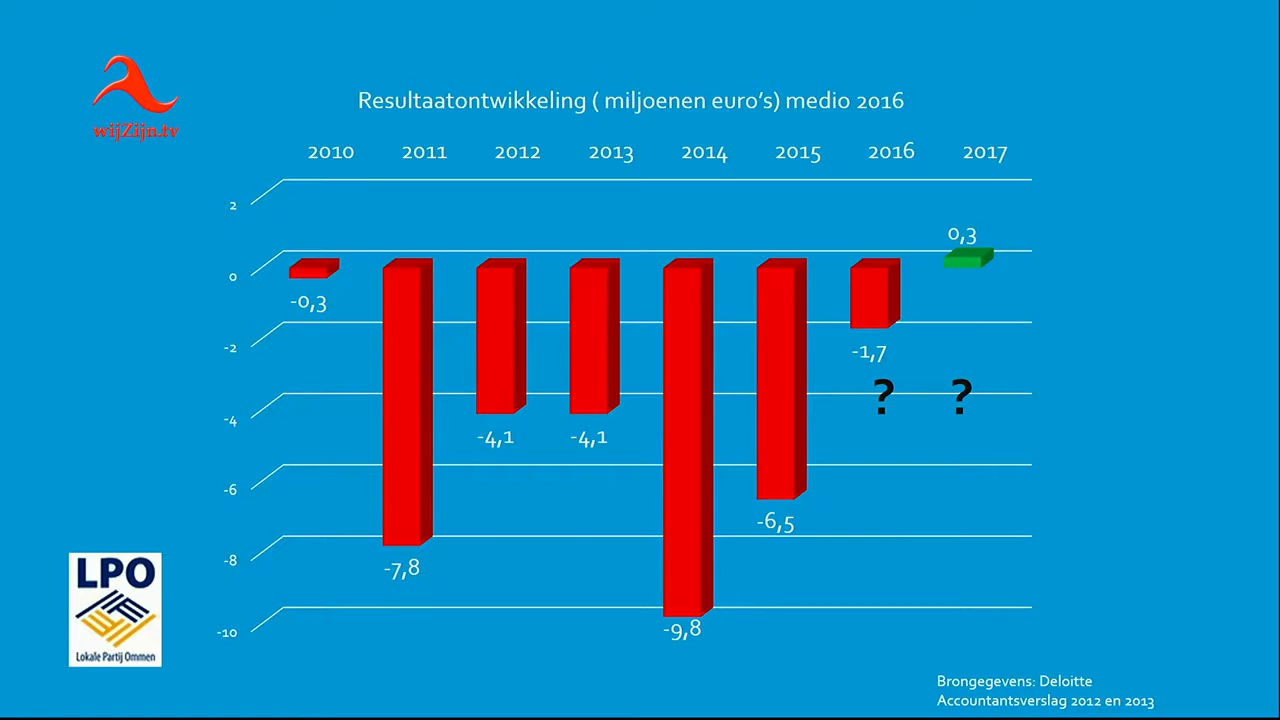 Resultaatontwikkeling ( miljoenen euro's) medio 2016
wijZijn.tv
2010 2011 2012 2013 2014 2015 2016 2017
2
0,3
0
-0,3
-2
-1,7
? ?
-4
-4,1 -4,1
-6
-6,5
-8
-7,8
-10
-9,8
LPO
Lokale Partij Ommen
Brongegevens: Deloitte
Accountantsverslag 2012 en 2013